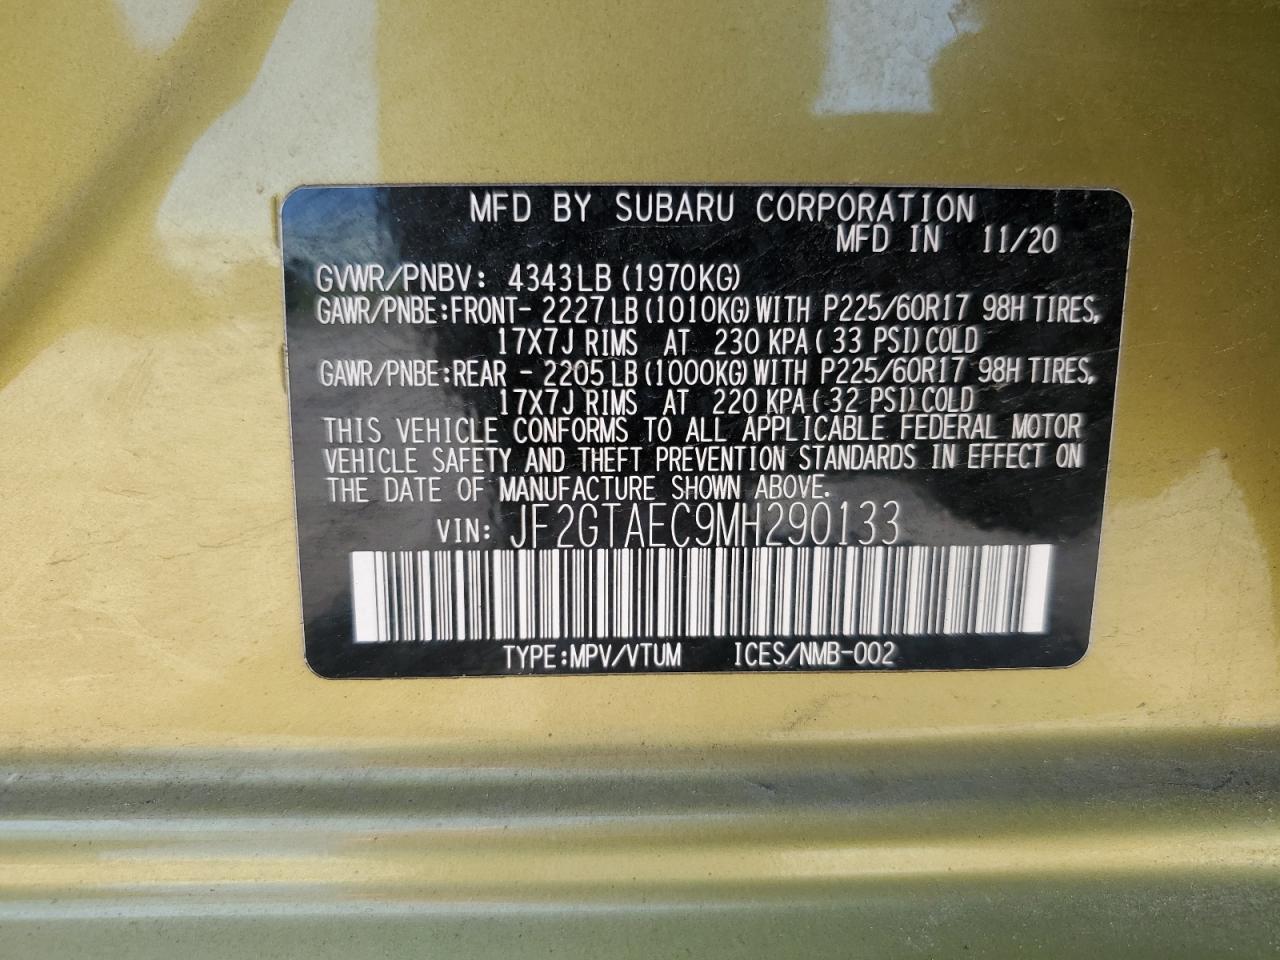 MFD BY SUBARU CORPORATION
MFD IN 11/20
GVWR/PNBV: 4343LB (1970KG)
GAWR/PNBE:FRONT- 2227LB (1010KG) WITH P225/60R17 98H TIRES,
17X7J RIMS AT 230 KPA (33 PSI) COLD
GAWR/PNBE:REAR - 2205LB (1000KG) WITH P225/60R17 98H TIRES,
17X7J RIMS AT 220 KPA (32 PSI) COLD
THIS VEHICLE CONFORMS TO ALL APPLICABLE FEDERAL MOTOR
VEHICLE SAFETY AND THEFT PREVENTION STANDARDS IN EFFECT ON
THE DATE OF MANUFACTURE SHOWN ABOVE.
VIN: JF2GTAEC9MH290133
TYPE:MPV/VTUM ICES/NMB-002